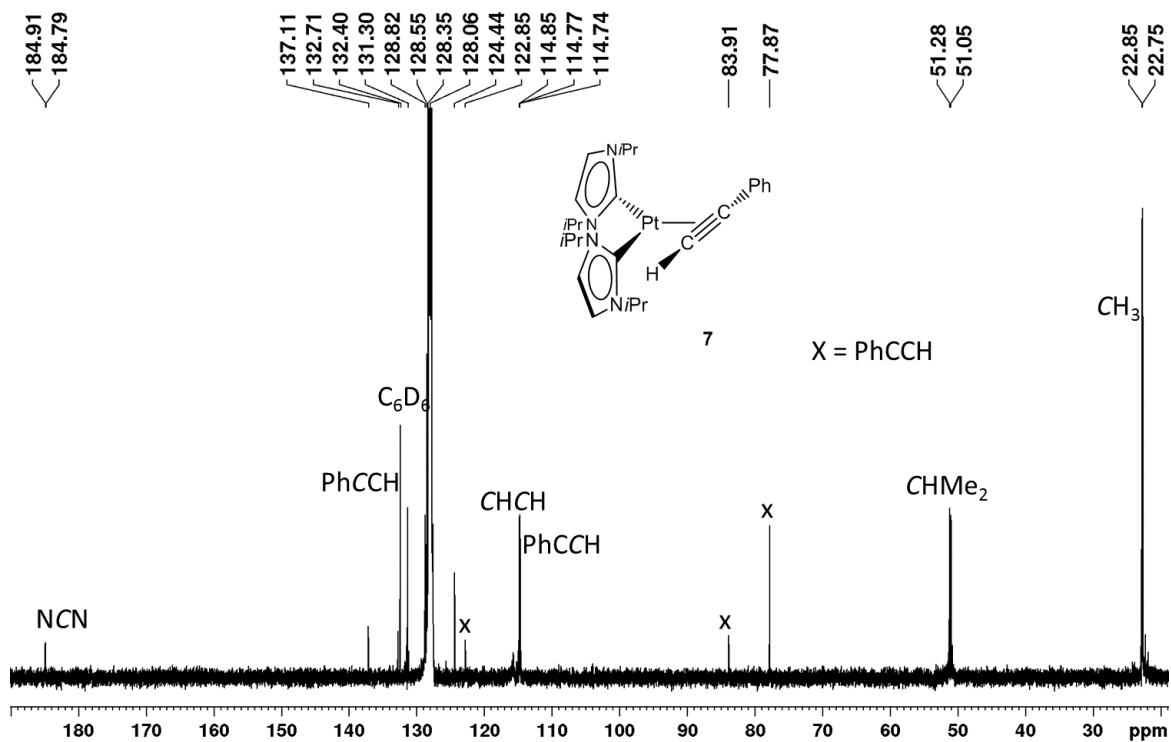 184.91
184.79
137.11
132.71
132.40
131.30
128.82
128.55
128.35
128.06
124.44
122.85
114.85
114.77
114.74
83.91
77.87
51.28
51.05
22.85
22.75
NiPr
Ph
iPr N
Pt
iPr N
H
NiPr
7
X = PhCCH
CH3
C6D6
PhCCH
CHCH
CHMe2
PhCCH
X
X
X
NCN
180 170 160 150 140 130 120 110 100 90 80 70 60 50 40 30 ppm